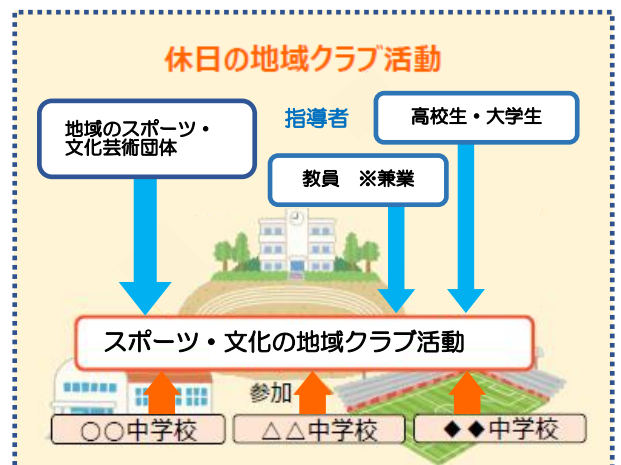 休日の地域クラブ活動
地域のスポーツ・
文化芸術団体
指導者
高校生・大学生
教員 ※兼業
スポーツ・文化の地域クラブ活動
参加
○○中学校
△△中学校
◆◆中学校